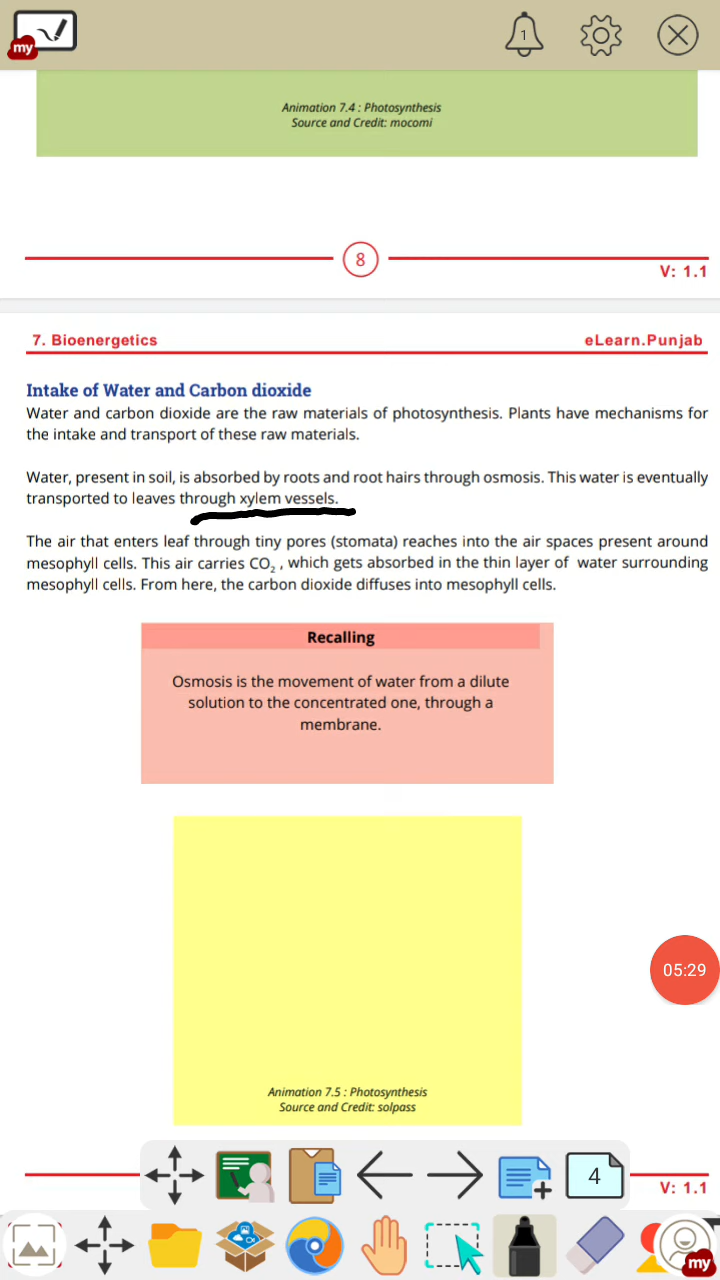 my
1
Animation 7.4 : Photosynthesis
Source and Credit: mocomi
8
V: 1.1
7. Bioenergetics
eLearn.Punjab
Intake of Water and Carbon dioxide
Water and carbon dioxide are the raw materials of photosynthesis. Plants have mechanisms for
the intake and transport of these raw materials.
Water, present in soil, is absorbed by roots and root hairs through osmosis. This water is eventually
transported to leaves through xylem vessels.
The air that enters leaf through tiny pores (stomata) reaches into the air spaces present around
mesophyll cells. This air carries CO₂ , which gets absorbed in the thin layer of water surrounding
mesophyll cells. From here, the carbon dioxide diffuses into mesophyll cells.
Recalling
Osmosis is the movement of water from a dilute
solution to the concentrated one, through a
membrane.
05:29
Animation 7.5 : Photosynthesis
Source and Credit: solpass
4
V: 1.1
my